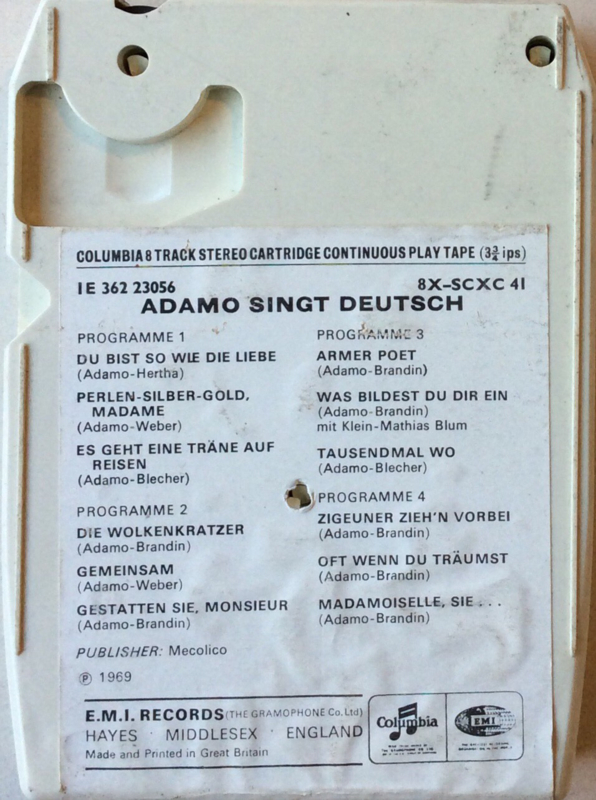 COLUMBIA 8 TRACK STEREO CARTRIDGE CONTINUOUS PLAY TAPE (3¾ ips)
1E 362 23056
8X–SCXC 41
ADAMO SINGT DEUTSCH
PROGRAMME 1
DU BIST SO WIE DIE LIEBE
(Adamo-Hertha)
PERLEN-SILBER-GOLD,
MADAME
(Adamo-Weber)
ES GEHT EINE TRÄNE AUF
REISEN
(Adamo-Blecher)
PROGRAMME 2
DIE WOLKENKRATZER
(Adamo-Brandin)
GEMEINSAM
(Adamo-Weber)
GESTATTEN SIE, MONSIEUR
(Adamo-Brandin)
PROGRAMME 3
ARMER POET
(Adamo-Brandin)
WAS BILDEST DU DIR EIN
(Adamo-Brandin)
mit Klein-Mathias Blum
TAUSENDMAL WO
(Adamo-Blecher)
PROGRAMME 4
ZIGEUNER ZIEH'N VORBEI
(Adamo-Brandin)
OFT WENN DU TRÄUMST
(Adamo-Brandin)
MADAMOISELLE, SIE . . .
(Adamo-Brandin)
PUBLISHER: Mecolico
℗ 1969
E.M.I. RECORDS (THE GRAMOPHONE Co. Ltd)
HAYES · MIDDLESEX · ENGLAND
Made and Printed in Great Britain
Columbia
EMI